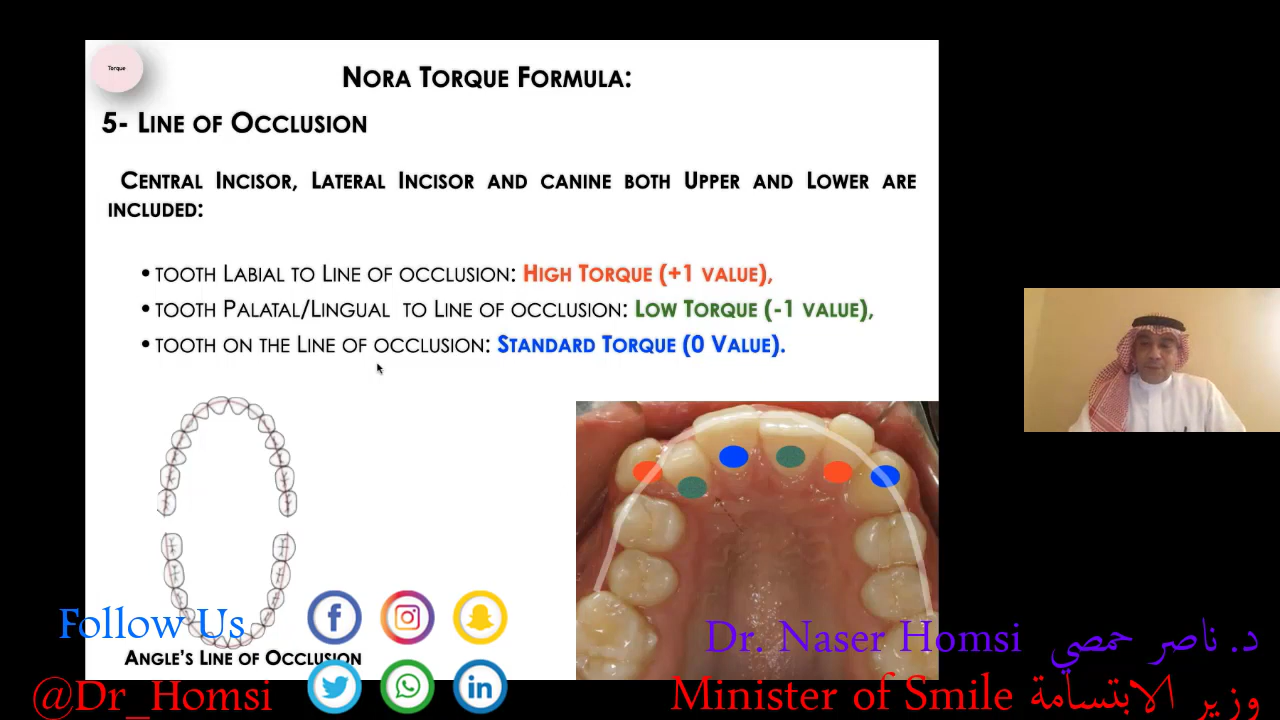 Torque
NORA TORQUE FORMULA:
5- LINE OF OCCLUSION
CENTRAL INCISOR, LATERAL INCISOR AND CANINE BOTH UPPER AND LOWER ARE
INCLUDED:
• TOOTH LABIAL TO LINE OF OCCLUSION: HIGH TORQUE (+1 VALUE),
• TOOTH PALATAL/LINGUAL TO LINE OF OCCLUSION: LOW TORQUE (-1 VALUE),
• TOOTH ON THE LINE OF OCCLUSION: STANDARD TORQUE (0 VALUE).
Follow Us
ANGLE'S LINE OF OCCLUSION
@Dr_Homsi
Dr. Naser Homsi د. ناصر حمصي
Minister of Smile وزير الابتسامة